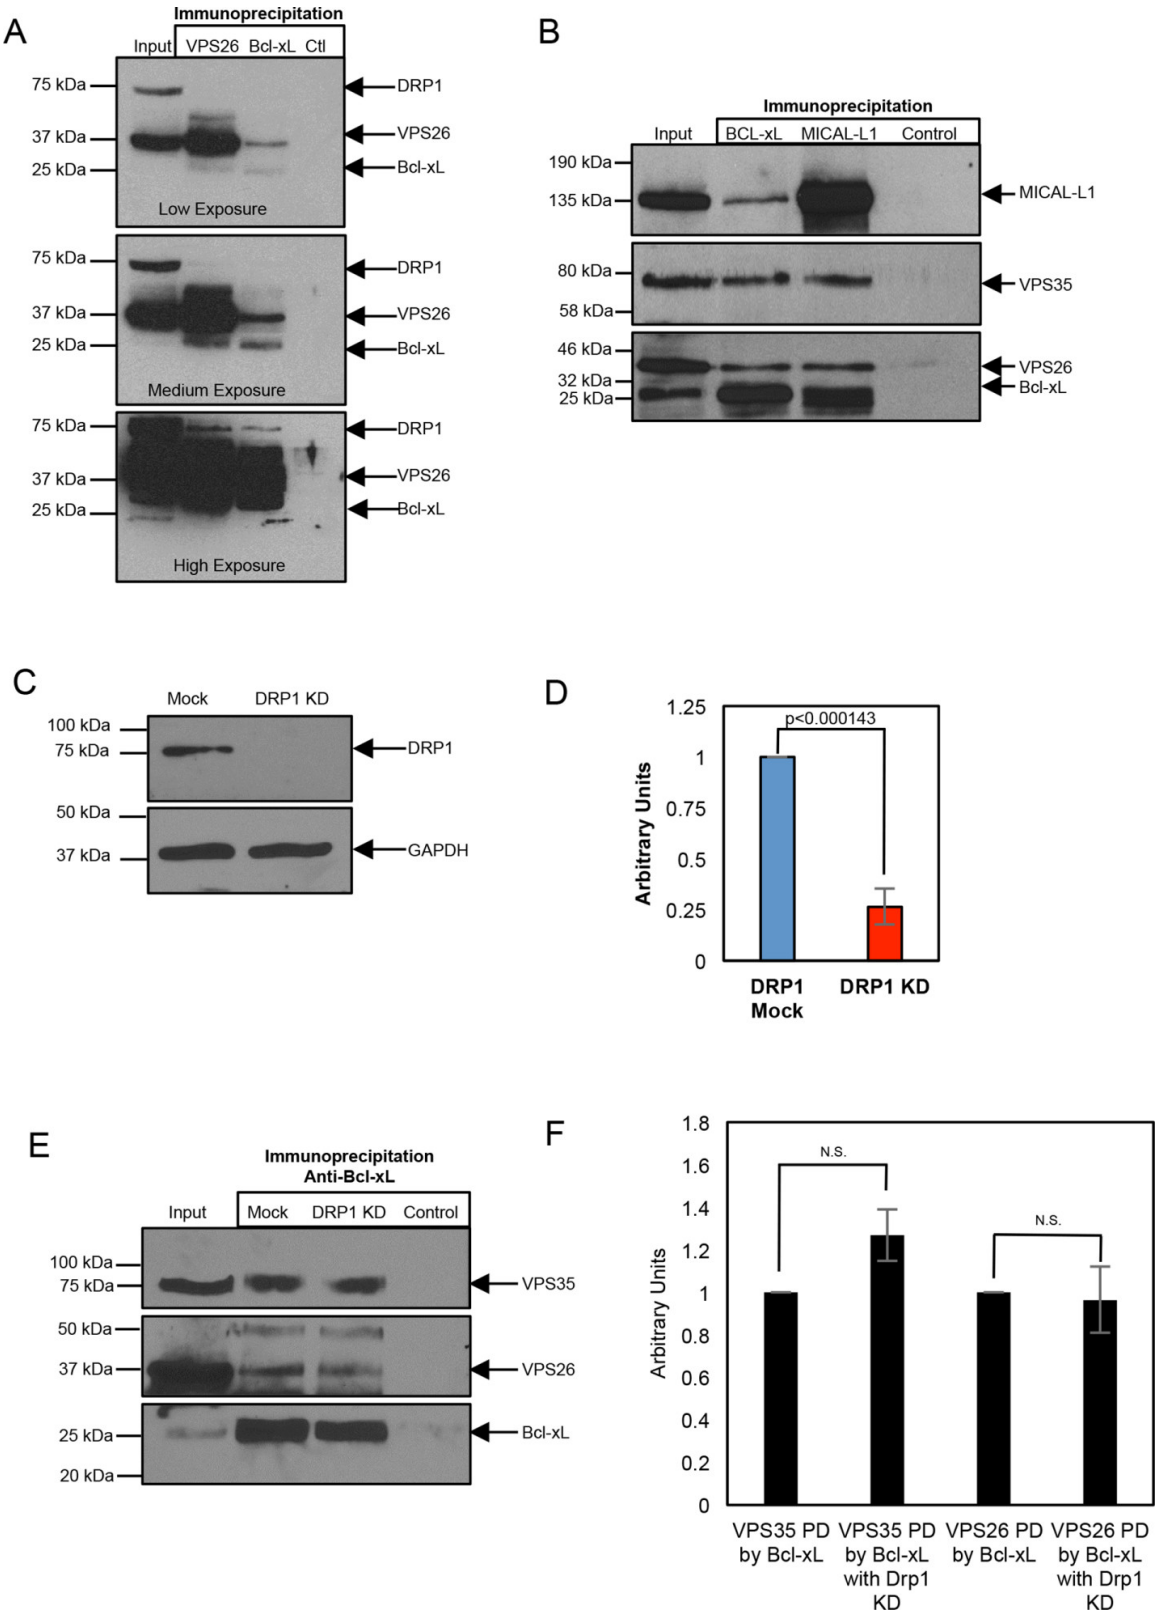 A
Immunoprecipitation
Input VPS26 Bcl-xL Ctl
75 kDa DRP1
37 kDa VPS26
25 kDa Bcl-xL
Low Exposure
75 kDa DRP1
37 kDa VPS26
25 kDa Bcl-xL
Medium Exposure
75 kDa DRP1
37 kDa VPS26
25 kDa Bcl-xL
High Exposure
B
Immunoprecipitation
Input BCL-xL MICAL-L1 Control
190 kDa
135 kDa MICAL-L1
80 kDa
VPS35
58 kDa
46 kDa
VPS26
32 kDa
Bcl-xL
25 kDa
C
Mock DRP1 KD
100 kDa
75 kDa DRP1
50 kDa
37 kDa GAPDH
D
Arbitrary Units
1.25
1
0.75
0.5
0.25
0
p<0.000143
DRP1 DRP1 KD
Mock
E
Immunoprecipitation
Anti-Bcl-xL
Input Mock DRP1 KD Control
100 kDa
75 kDa VPS35
50 kDa
37 kDa VPS26
25 kDa Bcl-xL
20 kDa
F
Arbitrary Units
1.8
1.6
1.4
1.2
1
0.8
0.6
0.4
0.2
0
N.S.
N.S.
VPS35 PD VPS35 PD VPS26 PD VPS26 PD
by Bcl-xL by Bcl-xL by Bcl-xL by Bcl-xL
with Drp1 with Drp1
KD KD